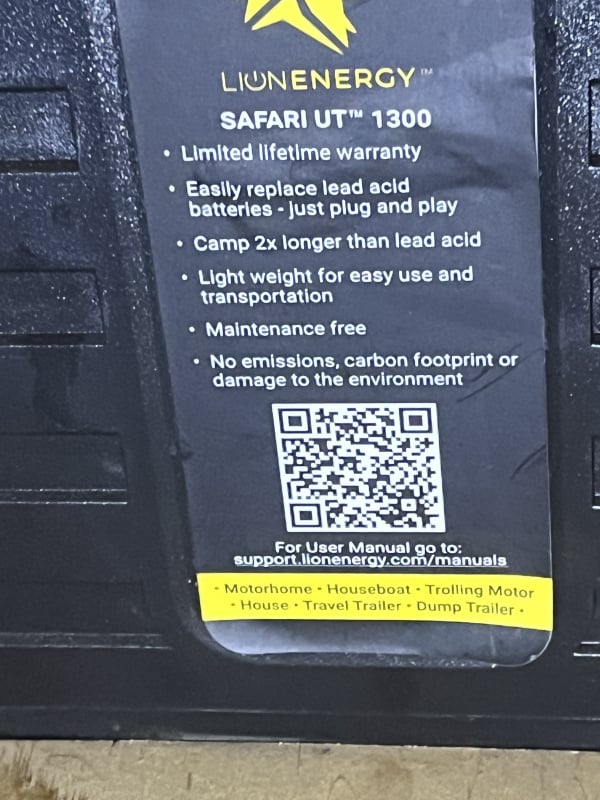 LIONENERGY™
SAFARI UT™ 1300
• Limited lifetime warranty
• Easily replace lead acid
batteries - just plug and play
• Camp 2x longer than lead acid
• Light weight for easy use and
transportation
• Maintenance free
• No emissions, carbon footprint or
damage to the environment
For User Manual go to:
support.lionenergy.com/manuals
• Motorhome • Houseboat • Trolling Motor
• House • Travel Trailer • Dump Trailer •